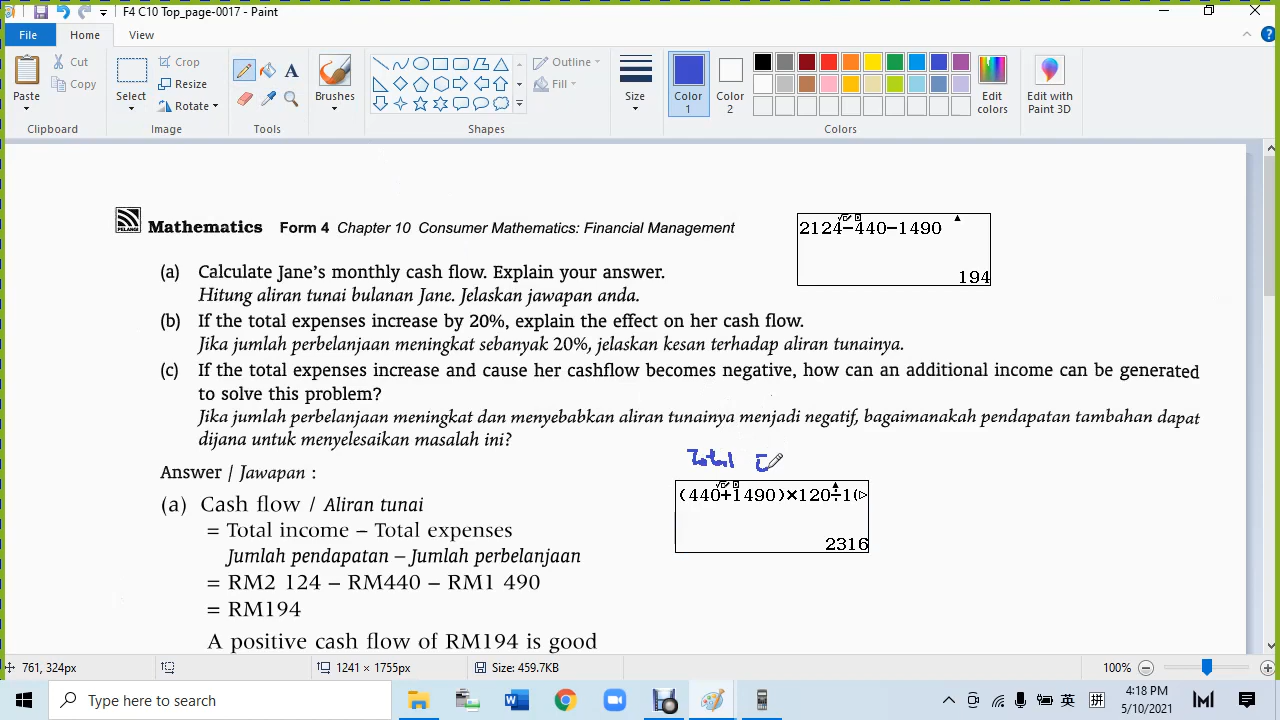 F4 C10 Top_page-0017 - Paint
File Home View
Paste Cut Copy Clipboard
Select Crop Resize Rotate Image
Tools
Brushes
Outline Fill Shapes
Size
Color 1 Color 2 Edit colors Colors
Edit with Paint 3D
PELANGI Mathematics Form 4 Chapter 10 Consumer Mathematics: Financial Management
2124−440−1490
194
(a) Calculate Jane's monthly cash flow. Explain your answer.
Hitung aliran tunai bulanan Jane. Jelaskan jawapan anda.
(b) If the total expenses increase by 20%, explain the effect on her cash flow.
Jika jumlah perbelanjaan meningkat sebanyak 20%, jelaskan kesan terhadap aliran tunainya.
(c) If the total expenses increase and cause her cashflow becomes negative, how can an additional income can be generated
to solve this problem?
Jika jumlah perbelanjaan meningkat dan menyebabkan aliran tunainya menjadi negatif, bagaimanakah pendapatan tambahan dapat
dijana untuk menyelesaikan masalah ini?
Total
Answer / Jawapan :
(440+1490)×120÷1(
2316
(a) Cash flow / Aliran tunai
= Total income – Total expenses
Jumlah pendapatan – Jumlah perbelanjaan
= RM2 124 – RM440 – RM1 490
= RM194
A positive cash flow of RM194 is good
761, 324px 1241 × 1755px Size: 459.7KB 100%
Type here to search
英 拼 4:18 PM
5/10/2021